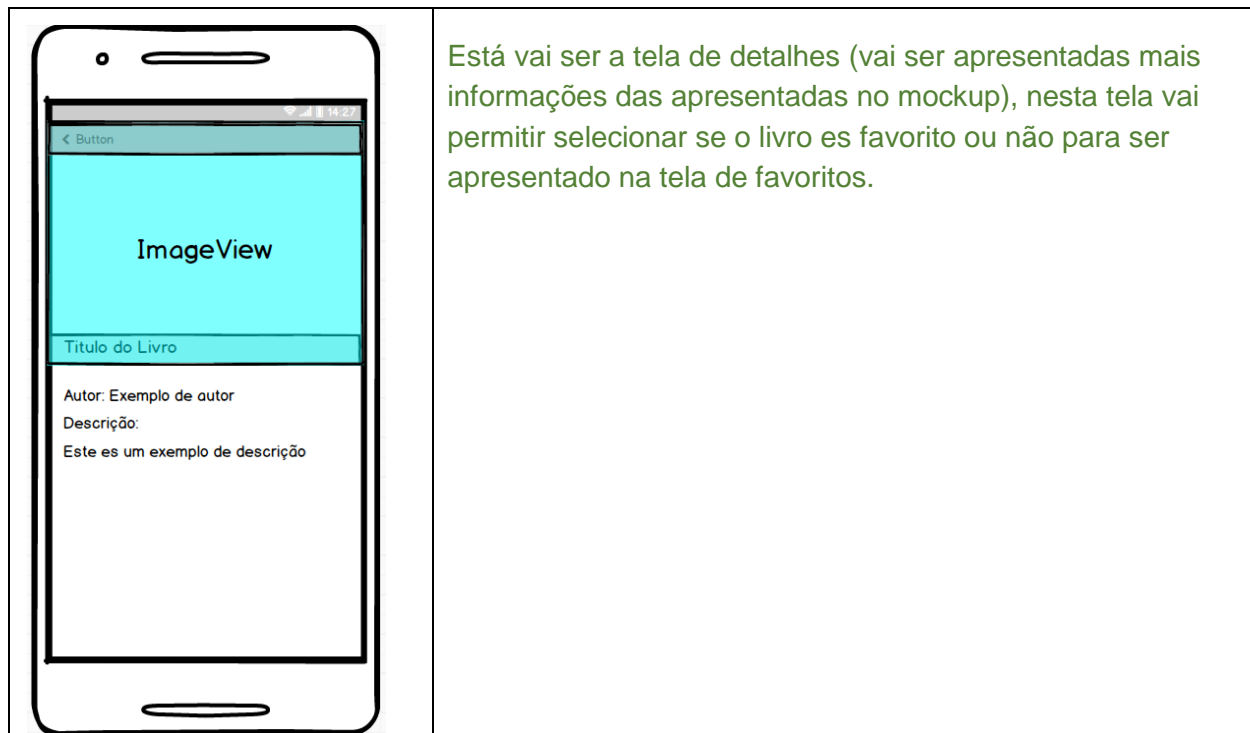 14:27
< Button
ImageView
Titulo do Livro
Autor: Exemplo de autor
Descrição:
Este es um exemplo de descrição
Está vai ser a tela de detalhes (vai ser apresentadas mais
informações das apresentadas no mockup), nesta tela vai
permitir selecionar se o livro es favorito ou não para ser
apresentado na tela de favoritos.